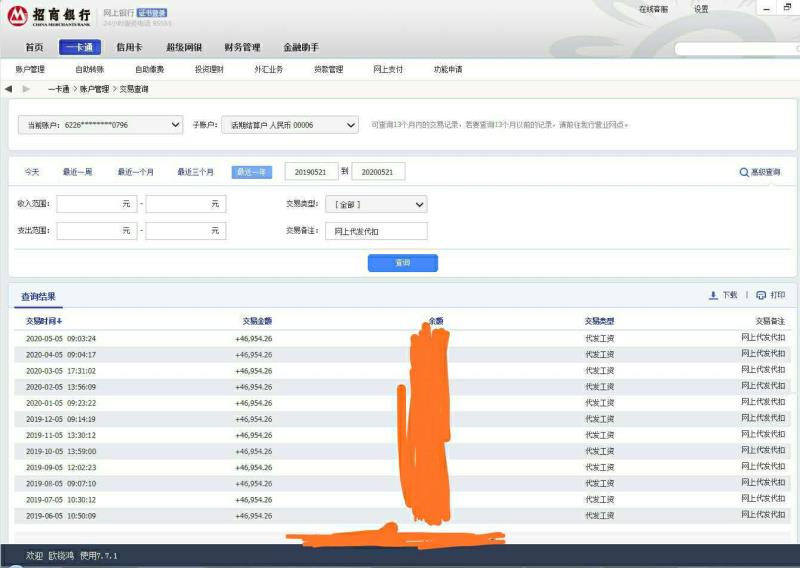 招商银行 网上银行 证书登录
CHINA MERCHANTS BANK 24小时服务电话 95555
在线客服 设置
首页 一卡通 信用卡 超级网银 财务管理 金融助手
账户管理 自助转账 自助缴费 投资理财 外汇业务 贷款管理 网上支付 功能申请
一卡通 > 账户管理 > 交易查询
当前账户： 6226********0796 子账户： 活期结算户 人民币 00006 可查询13个月内的交易记录，若要查询13个月以前的记录，请前往我行营业网点。
今天 最近一周 最近一个月 最近三个月 最近一年 20190521 到 20200521 高级查询
收入范围： 元 - 元 交易类型： [ 全部 ]
支出范围： 元 - 元 交易备注： 网上代发代扣
查询
查询结果 下载 | 打印
交易时间↓ 交易金额 余额 交易类型 交易备注
2020-05-05 09:03:24 +46,954.26 代发工资 网上代发代扣
2020-04-05 09:04:17 +46,954.26 代发工资 网上代发代扣
2020-03-05 17:31:02 +46,954.26 代发工资 网上代发代扣
2020-02-05 13:56:09 +46,954.26 代发工资 网上代发代扣
2020-01-05 09:23:22 +46,954.26 代发工资 网上代发代扣
2019-12-05 09:14:19 +46,954.26 代发工资 网上代发代扣
2019-11-05 13:30:12 +46,954.26 代发工资 网上代发代扣
2019-10-05 13:59:00 +46,954.26 代发工资 网上代发代扣
2019-09-05 12:02:23 +46,954.26 代发工资 网上代发代扣
2019-08-05 09:07:10 +46,954.26 代发工资 网上代发代扣
2019-07-05 10:30:12 +46,954.26 代发工资 网上代发代扣
2019-06-05 10:50:09 +46,954.26 代发工资 网上代发代扣
欢迎 欧晓鸿 使用7.7.1